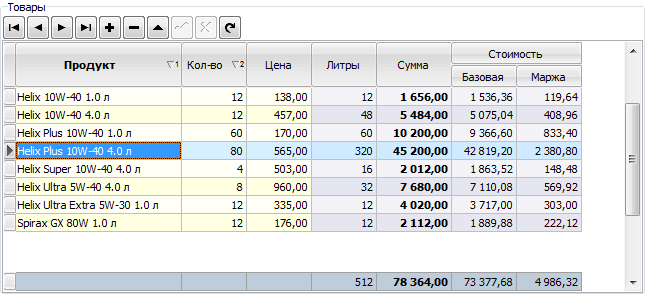 Товары
Стоимость
Продукт 1 Кол-во 2 Цена Литры Сумма Базовая Маржа
Helix 10W-40 1.0 л 12 138,00 12 1 656,00 1 536,36 119,64
Helix 10W-40 4.0 л 12 457,00 48 5 484,00 5 075,04 408,96
Helix Plus 10W-40 1.0 л 60 170,00 60 10 200,00 9 366,60 833,40
Helix Plus 10W-40 4.0 л 80 565,00 320 45 200,00 42 819,20 2 380,80
Helix Super 10W-40 4.0 л 4 503,00 16 2 012,00 1 863,52 148,48
Helix Ultra 5W-40 4.0 л 8 960,00 32 7 680,00 7 110,08 569,92
Helix Ultra Extra 5W-30 1.0 л 12 335,00 12 4 020,00 3 717,00 303,00
Spirax GX 80W 1.0 л 12 176,00 12 2 112,00 1 889,88 222,12
512 78 364,00 73 377,68 4 986,32